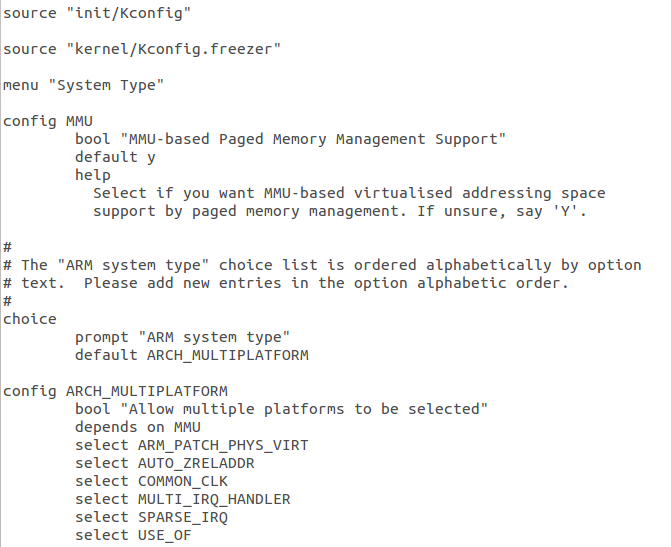 source "init/Kconfig"

source "kernel/Kconfig.freezer"

menu "System Type"

config MMU
        bool "MMU-based Paged Memory Management Support"
        default y
        help
          Select if you want MMU-based virtualised addressing space
          support by paged memory management. If unsure, say 'Y'.

#
# The "ARM system type" choice list is ordered alphabetically by option
# text.  Please add new entries in the option alphabetic order.
#
choice
        prompt "ARM system type"
        default ARCH_MULTIPLATFORM

config ARCH_MULTIPLATFORM
        bool "Allow multiple platforms to be selected"
        depends on MMU
        select ARM_PATCH_PHYS_VIRT
        select AUTO_ZRELADDR
        select COMMON_CLK
        select MULTI_IRQ_HANDLER
        select SPARSE_IRQ
        select USE_OF